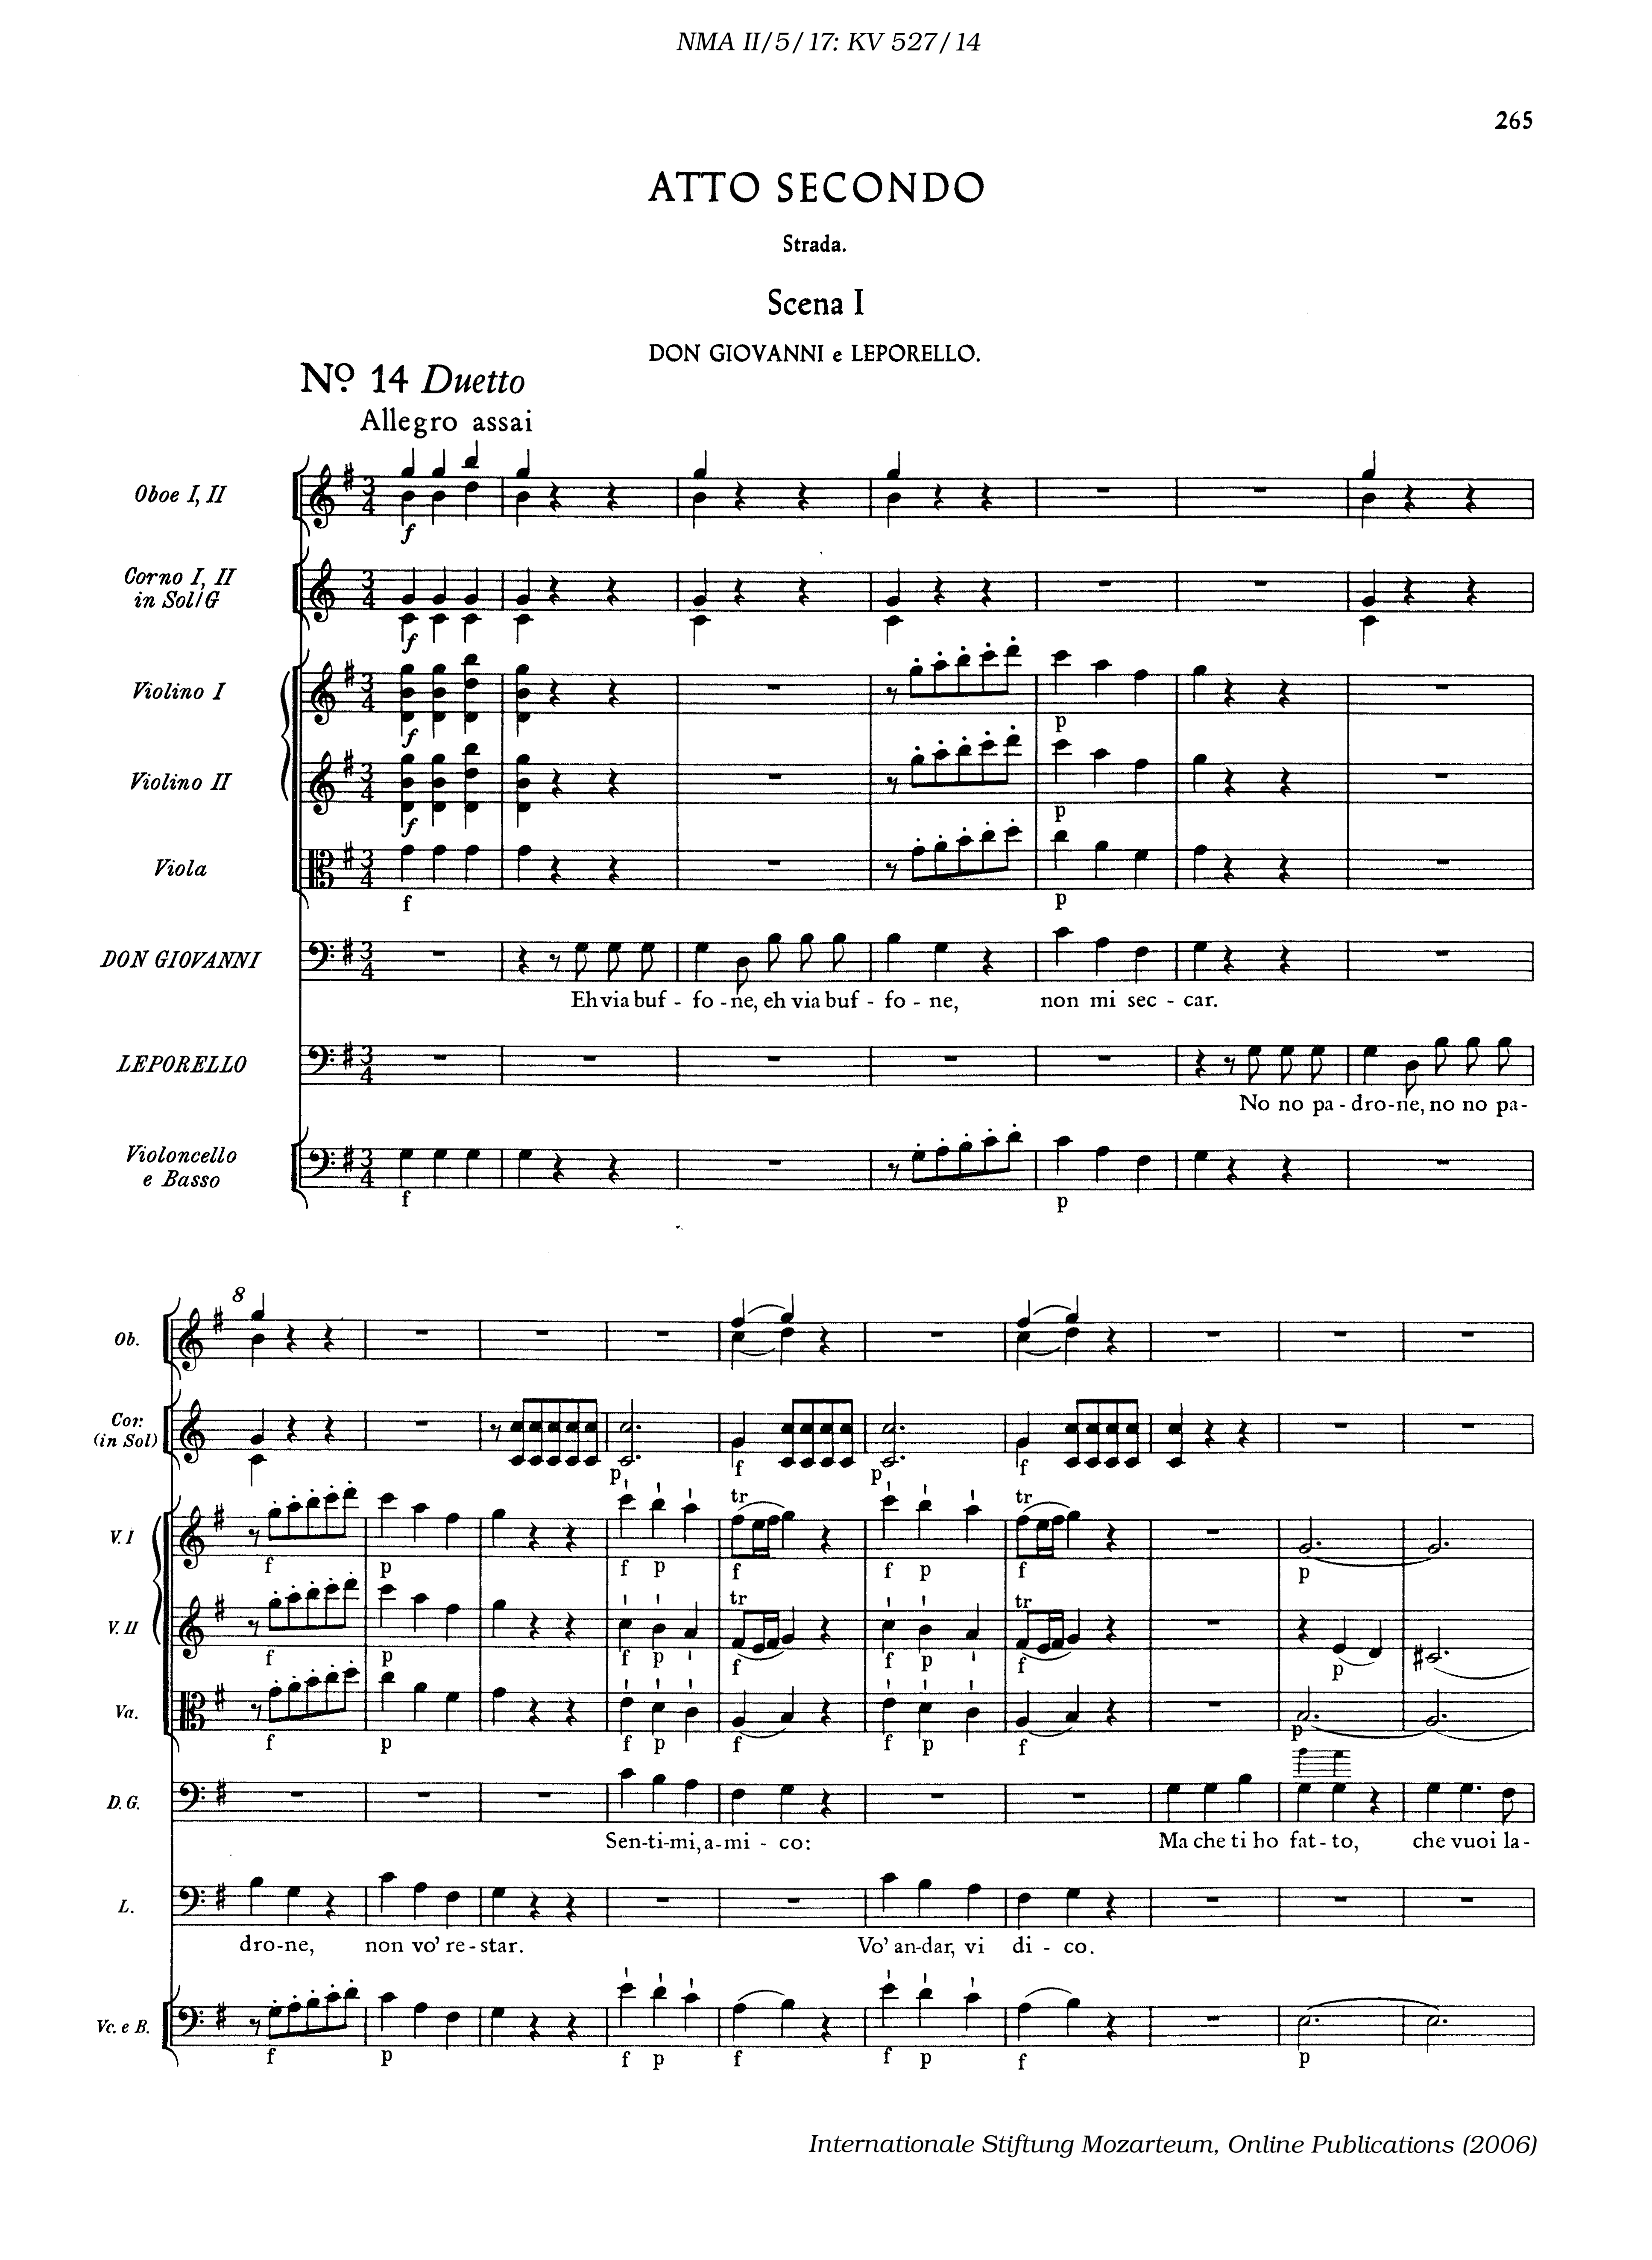 NMA II/5/17: KV 527/14
265
ATTO SECONDO
Strada.
Scena I
DON GIOVANNI e LEPORELLO.
Nº 14 Duetto
Allegro assai
Oboe I, II
f
Corno I, II
in Sol/G
f
Violino I
f p
Violino II
f p
Viola
f p
DON GIOVANNI
Eh via buf - fo - ne, eh via buf - fo - ne, non mi sec - car.
LEPORELLO
No no pa - dro - ne, no no pa-
Violoncello
e Basso
f p
8
Ob.
Cor.
(in Sol)
p f p f
V. I
tr tr
f p f p f f p f p
V. II
tr tr
f p f p f f p f p
Va.
f p f p f f p f p
D. G.
Sen-ti-mi, a-mi - co: Ma che ti ho fat - to, che vuoi la-
L.
dro-ne, non vo' re - star. Vo' an-dar, vi di - co.
Vc. e B.
f p f p f f p f p
Internationale Stiftung Mozarteum, Online Publications (2006)